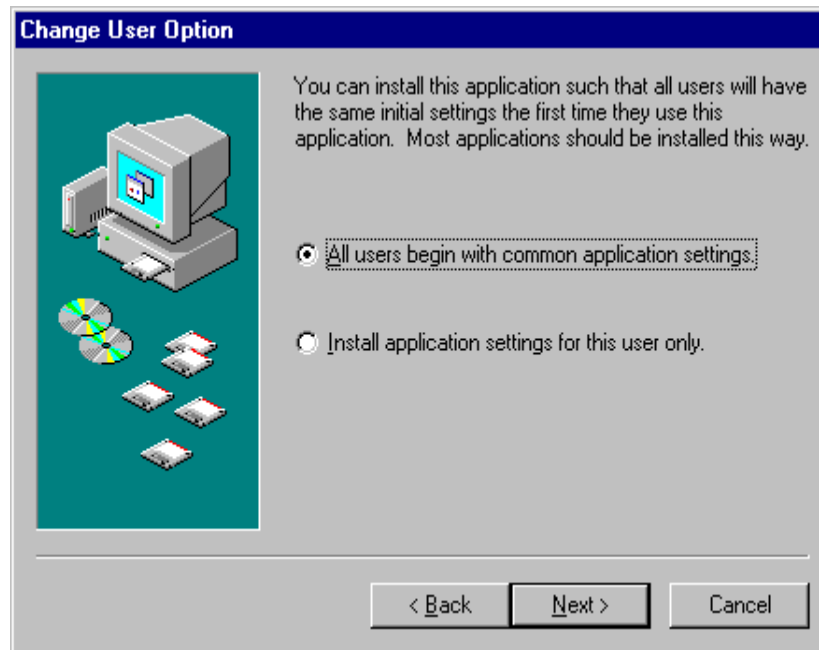 Change User Option
You can install this application such that all users will have
the same initial settings the first time they use this
application.  Most applications should be installed this way.
All users begin with common application settings.
Install application settings for this user only.
< Back
Next >
Cancel